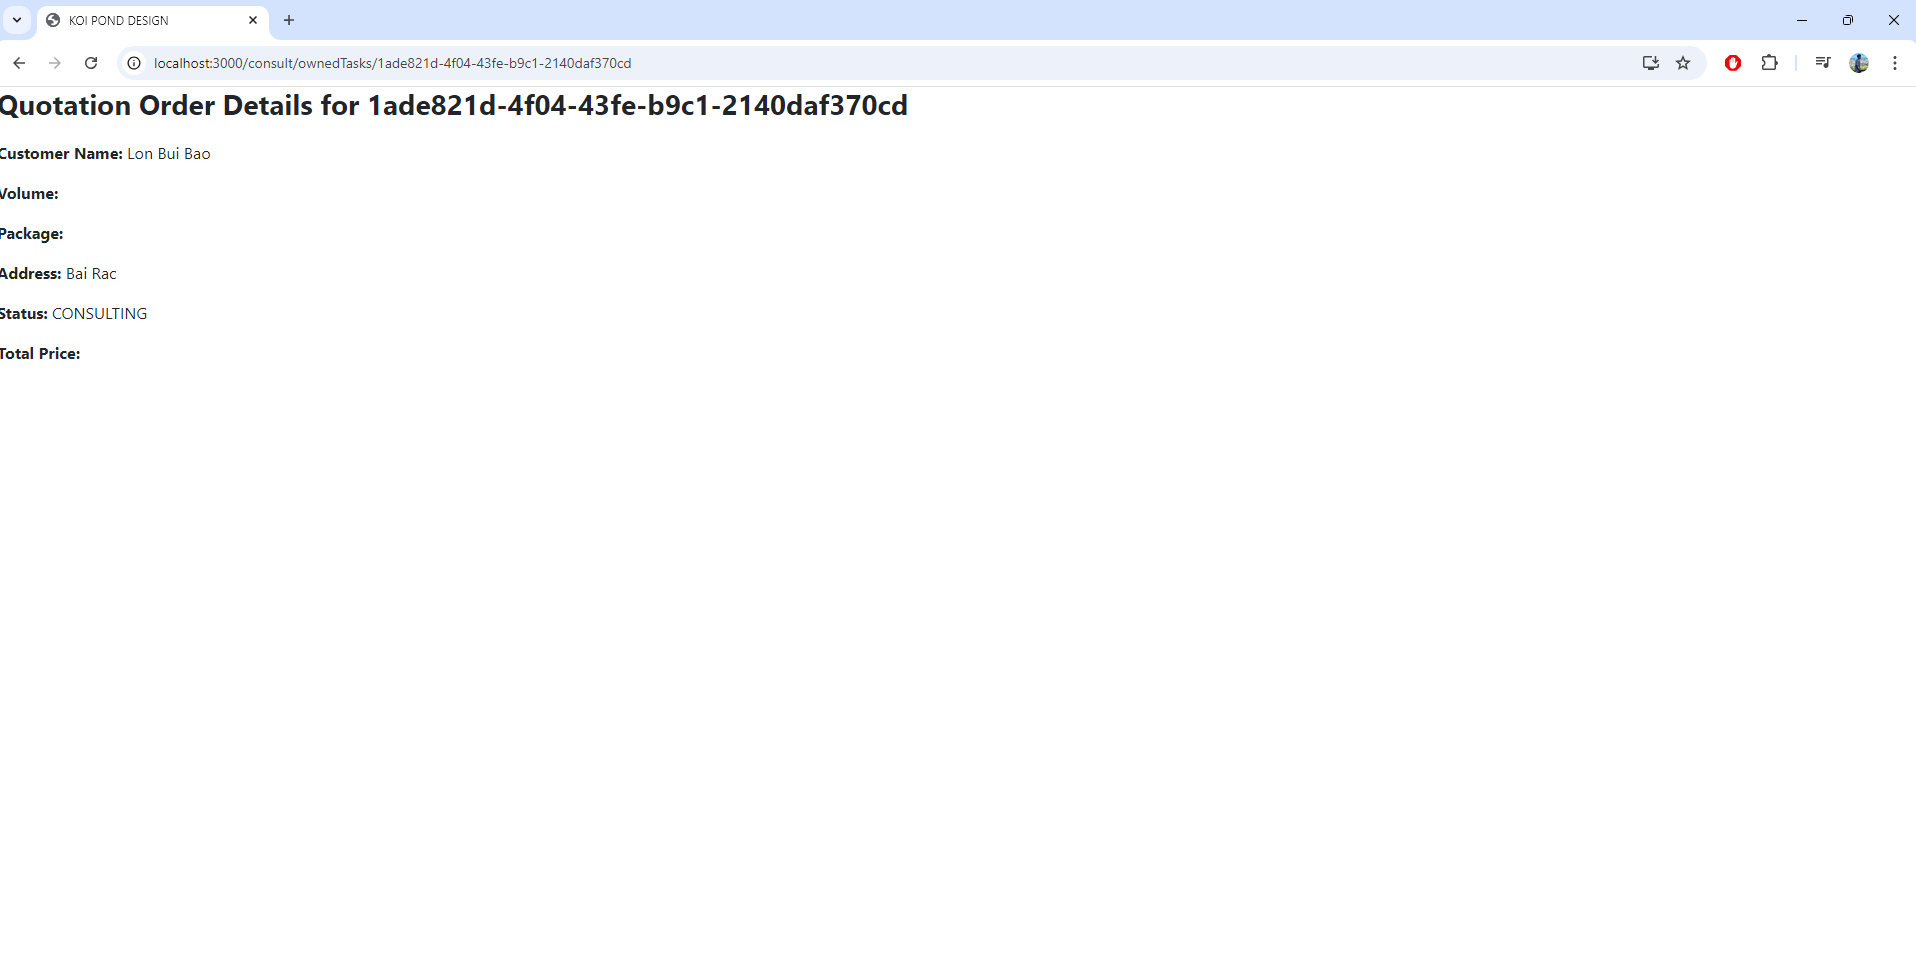 KOI POND DESIGN
localhost:3000/consult/ownedTasks/1ade821d-4f04-43fe-b9c1-2140daf370cd
Quotation Order Details for 1ade821d-4f04-43fe-b9c1-2140daf370cd
Customer Name: Lon Bui Bao
Volume:
Package:
Address: Bai Rac
Status: CONSULTING
Total Price: